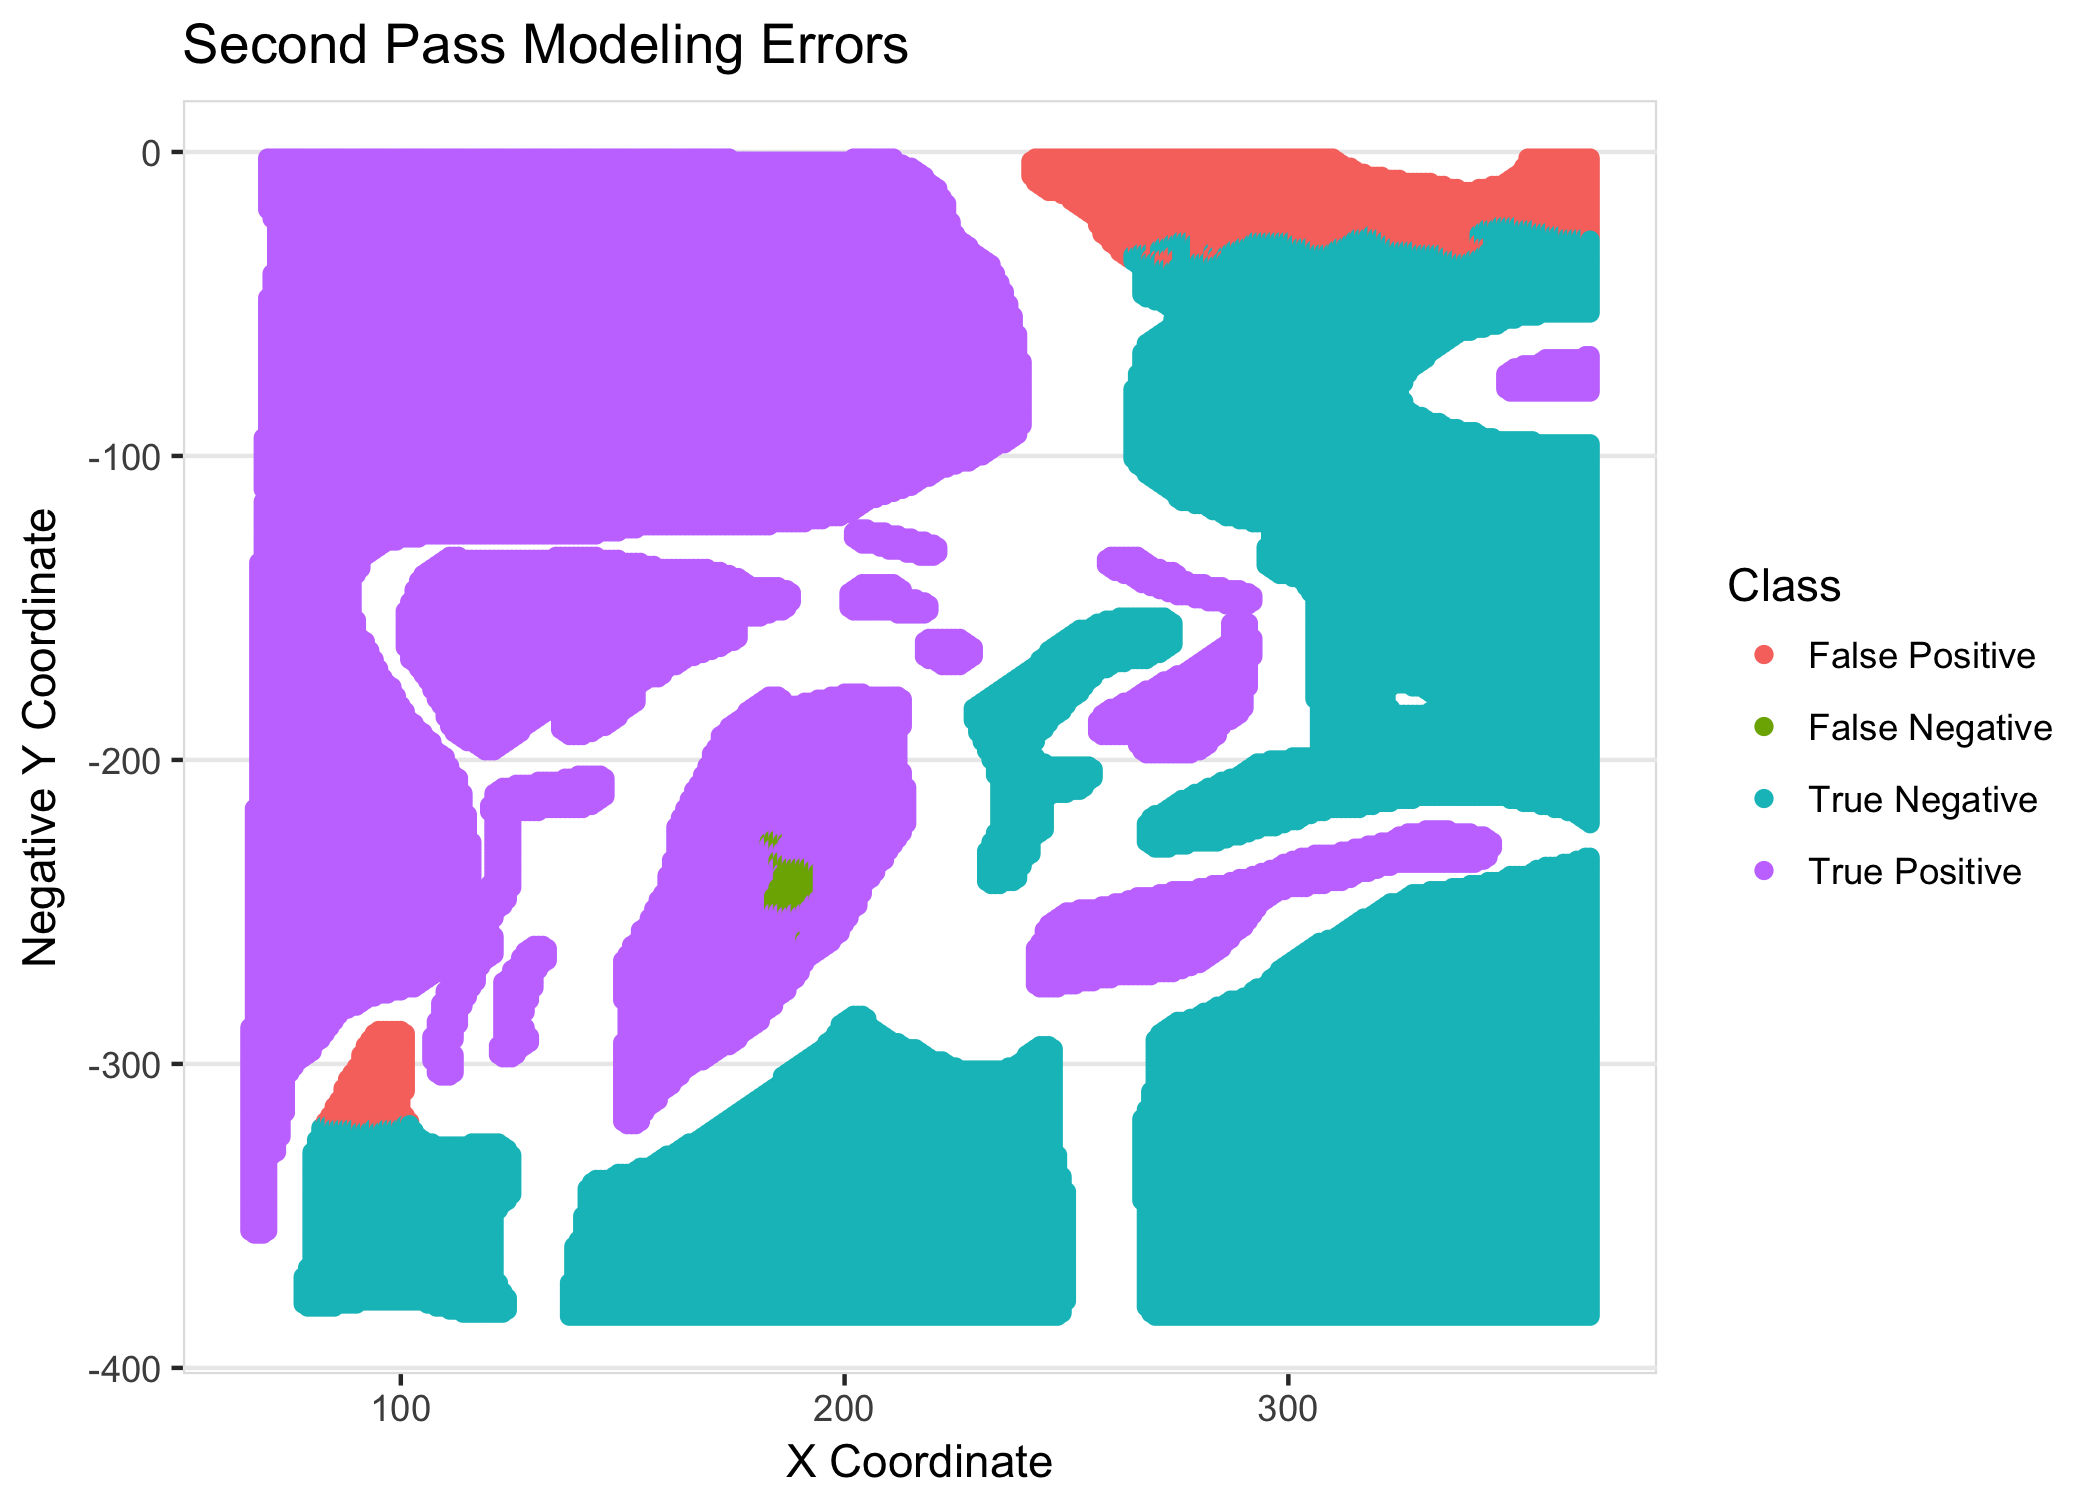 Second Pass Modeling Errors
0
-100
-200
-300
-400
100
200
300
X Coordinate
Negative Y Coordinate
Class
False Positive
False Negative
True Negative
True Positive